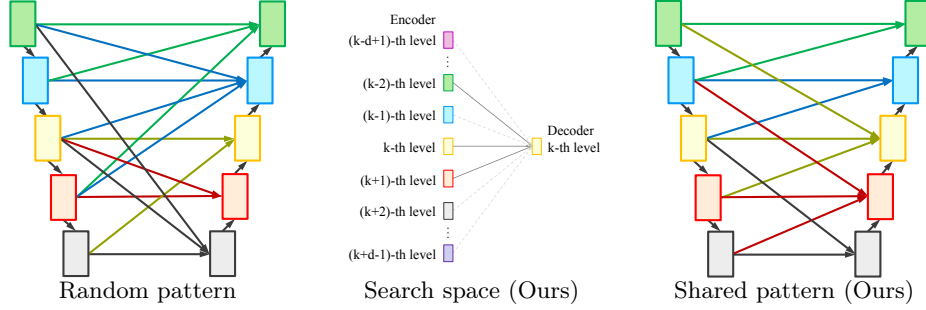 Encoder
(k-d+1)-th level
⋮
(k-2)-th level
(k-1)-th level
k-th level
(k+1)-th level
(k+2)-th level
⋮
(k+d-1)-th level
Decoder
k-th level
Random pattern
Search space (Ours)
Shared pattern (Ours)